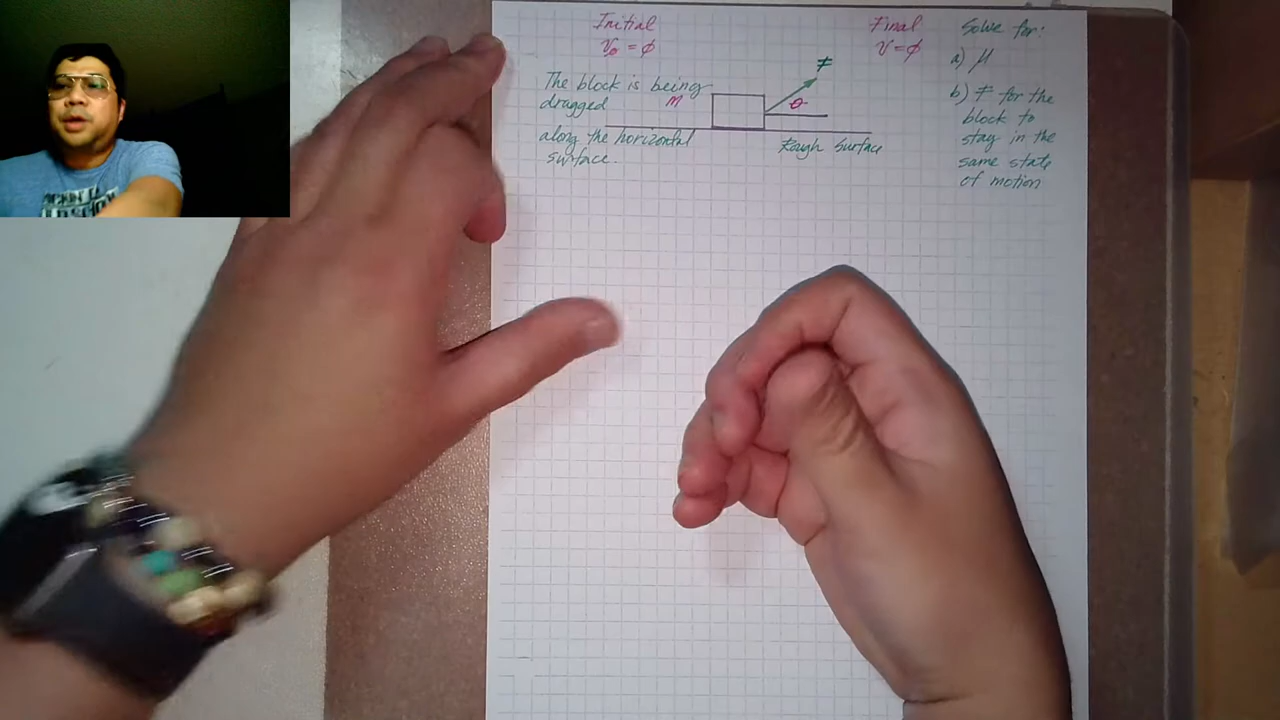 Initial
v₀ = ϕ
The block is being
dragged
along the horizontal
surface.
M
F
θ
Rough Surface
Final
v = ϕ
Solve for:
a) μ
b) F for the
block to
stay in the
same state
of motion